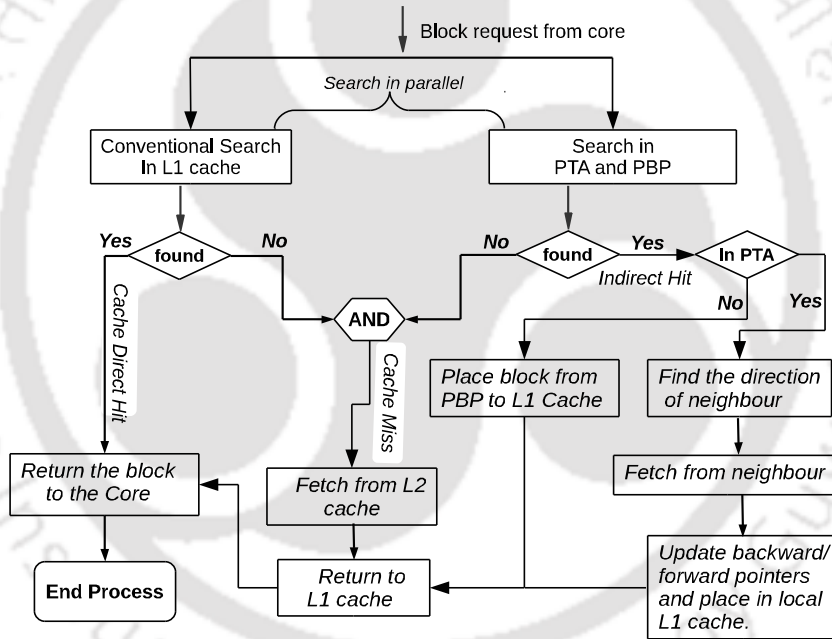 Block request from core
Search in parallel
Conventional Search
In L1 cache
Search in
PTA and PBP
Yes
found
No
No
found
Yes
In PTA
Indirect Hit
No
Yes
Cache Direct Hit
AND
Cache Miss
Place block from
PBP to L1 Cache
Find the direction
of neighbour
Return the block
to the Core
Fetch from L2
cache
Fetch from neighbour
End Process
Return to
L1 cache
Update backward/
forward pointers
and place in local
L1 cache.